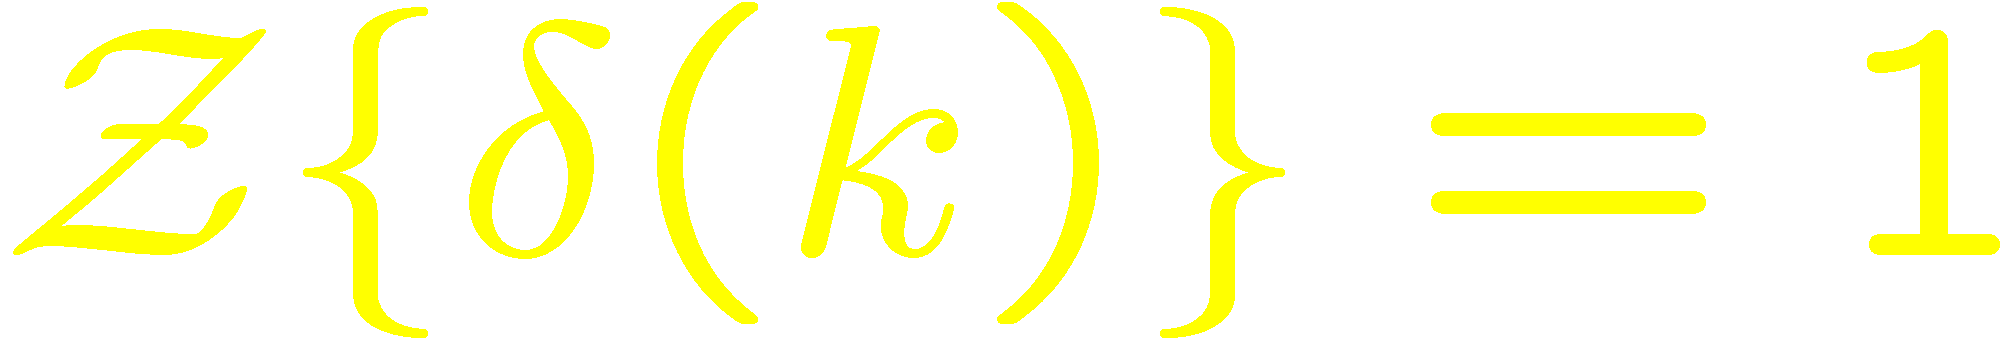 𝒵{δ(k)} = 1